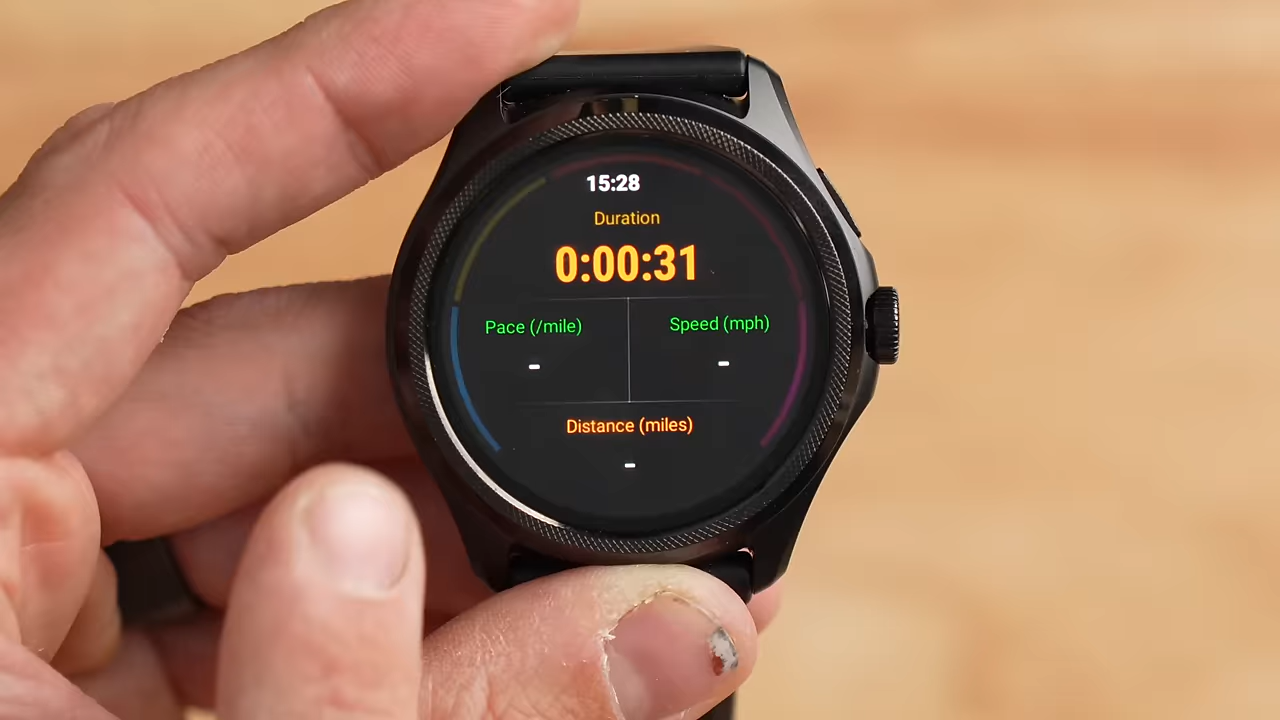 15:28
Duration
0:00:31
Pace (/mile)
Speed (mph)
-
-
Distance (miles)
-